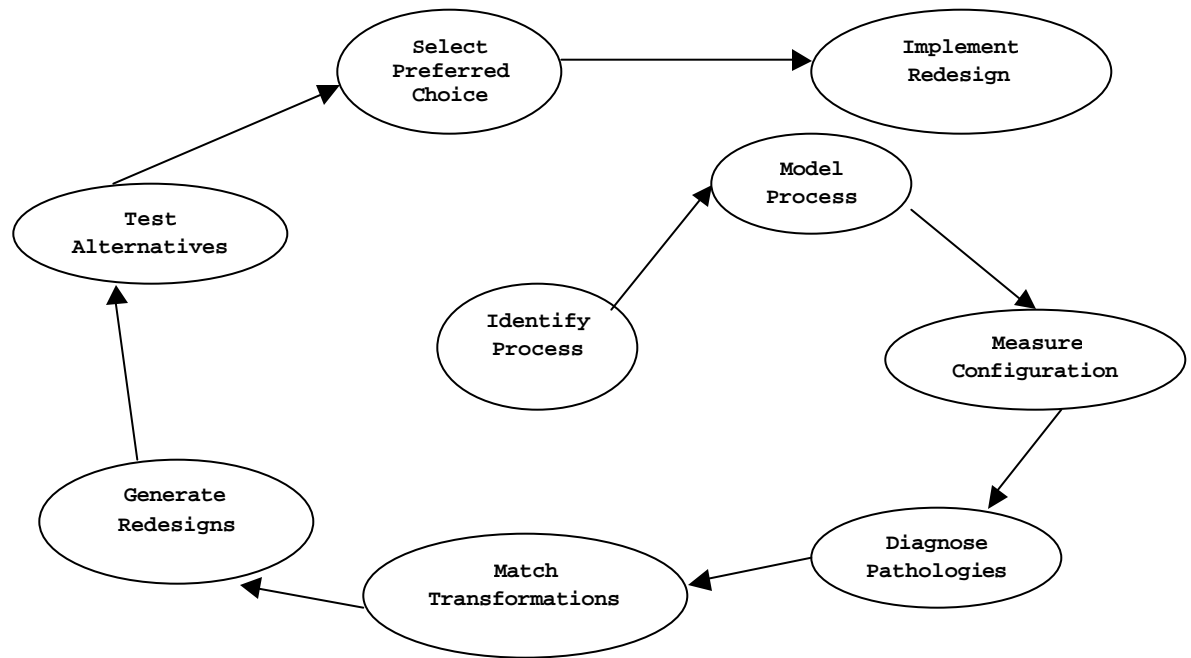 Select
Preferred
Choice
Implement
Redesign
Model
Process
Test
Alternatives
Identify
Process
Measure
Configuration
Generate
Redesigns
Diagnose
Pathologies
Match
Transformations